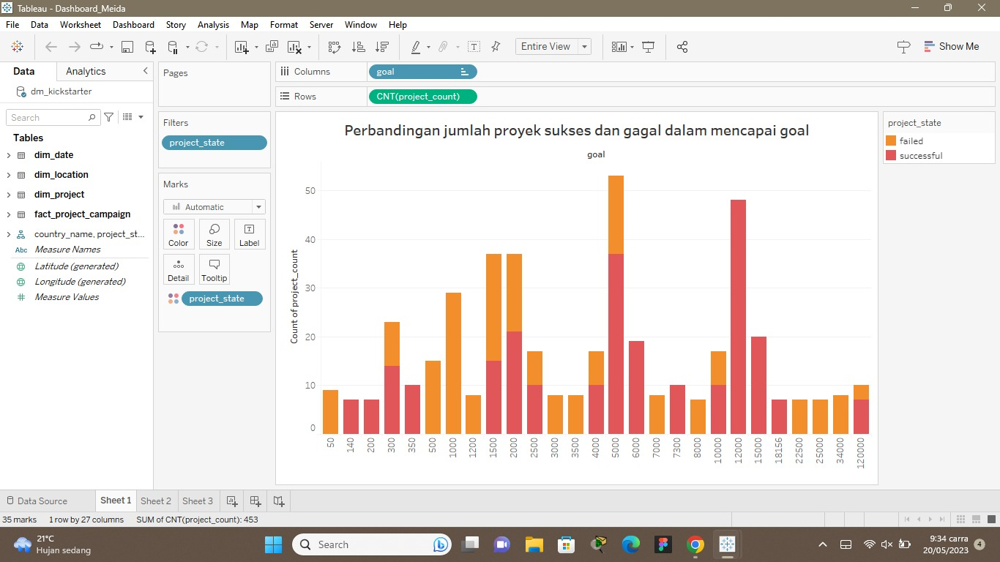 Tableau - Dashboard_Meida
File Data Worksheet Dashboard Story Analysis Map Format Server Window Help
Entire View
Show Me
Data Analytics
dm_kickstarter
Search
Tables
dim_date
dim_location
dim_project
fact_project_campaign
country_name, project_st...
Abc Measure Names
Latitude (generated)
Longitude (generated)
Measure Values
Pages
Filters
project_state
Marks
Automatic
Color Size Label
Detail Tooltip
project_state
Columns goal
Rows CNT(project_count)
Perbandingan jumlah proyek sukses dan gagal dalam mencapai goal
goal
Count of project_count
50
40
30
20
10
0
50 140 200 300 350 500 1000 1200 1500 2000 2500 3000 3500 4000 5000 6000 7000 7300 8000 10000 12000 15000 18156 22500 25000 34000 120000
project_state
failed
successful
Data Source Sheet 1 Sheet 2 Sheet 3
35 marks 1 row by 27 columns SUM of CNT(project_count): 453
21°C
Hujan sedang
Search
9:34 carra
20/05/2023
4